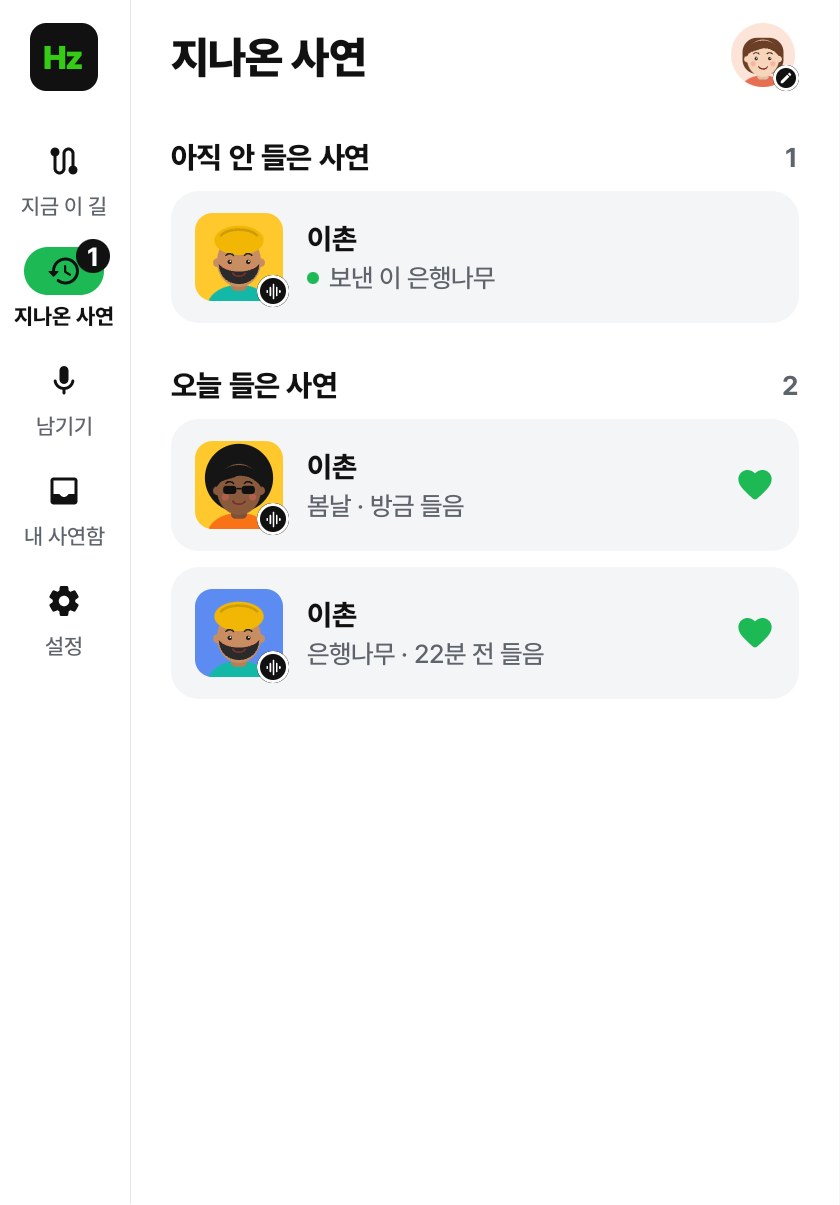 Hz
지나온 사연
지금 이 길
1
지나온 사연
남기기
내 사연함
설정
아직 안 들은 사연
1
이촌
보낸 이 은행나무
오늘 들은 사연
2
이촌
봄날 · 방금 들음
이촌
은행나무 · 22분 전 들음